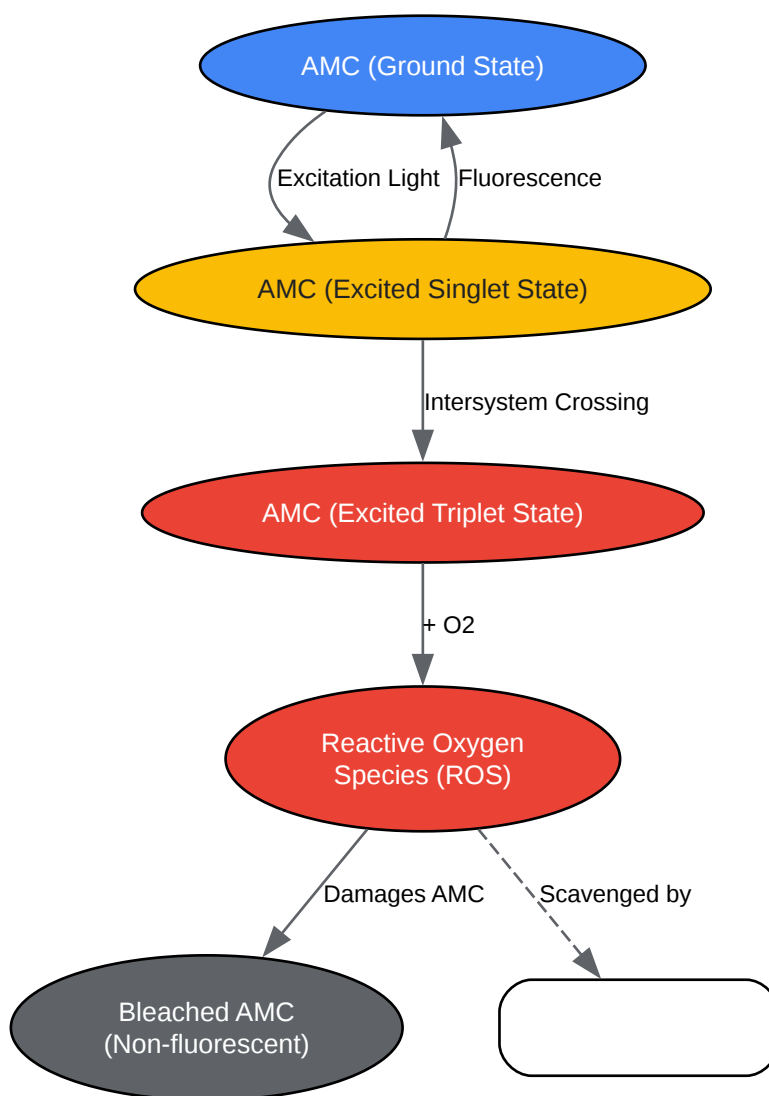 AMC (Ground State)
Excitation Light
Fluorescence
AMC (Excited Singlet State)
Intersystem Crossing
AMC (Excited Triplet State)
+ O2
Reactive Oxygen
Species (ROS)
Damages AMC
Scavenged by
Bleached AMC
(Non-fluorescent)